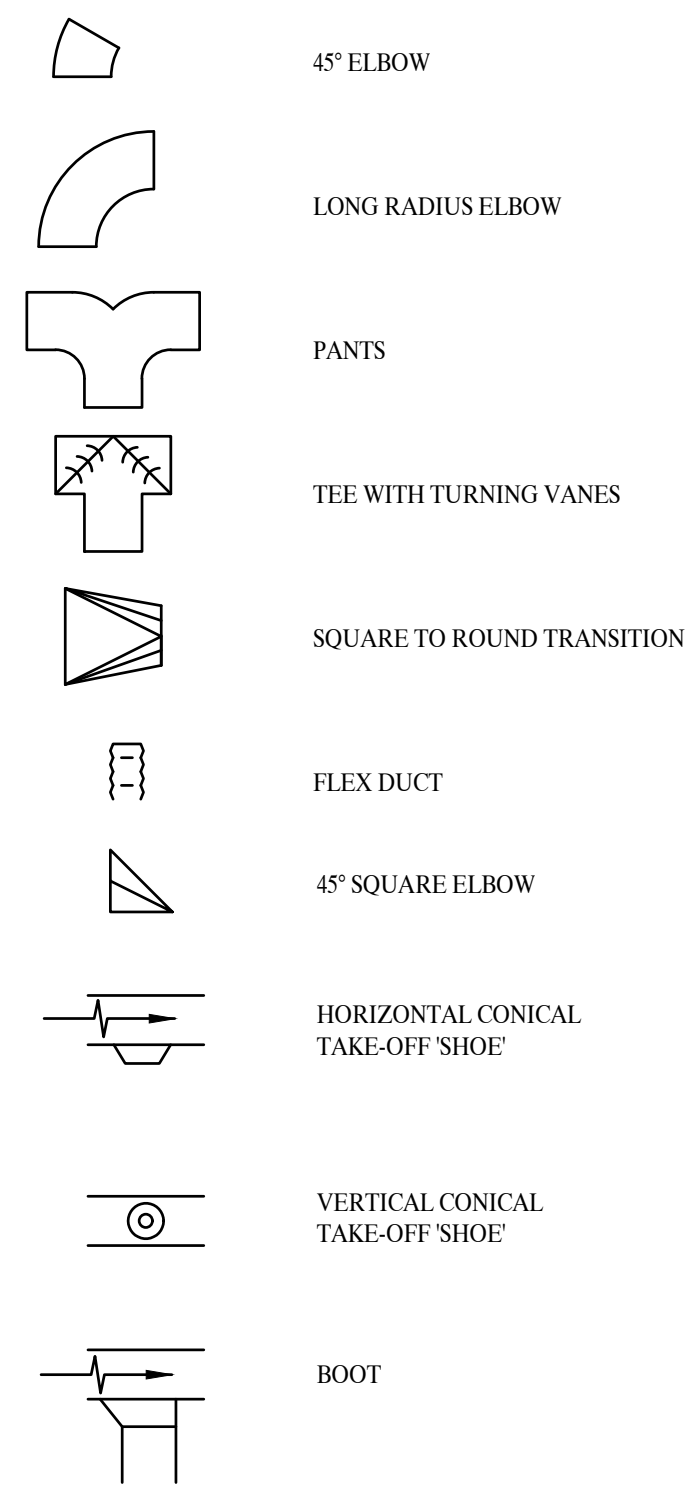 45° ELBOW
LONG RADIUS ELBOW
PANTS
TEE WITH TURNING VANES
SQUARE TO ROUND TRANSITION
FLEX DUCT
45° SQUARE ELBOW
HORIZONTAL CONICAL
TAKE-OFF 'SHOE'
VERTICAL CONICAL
TAKE-OFF 'SHOE'
BOOT